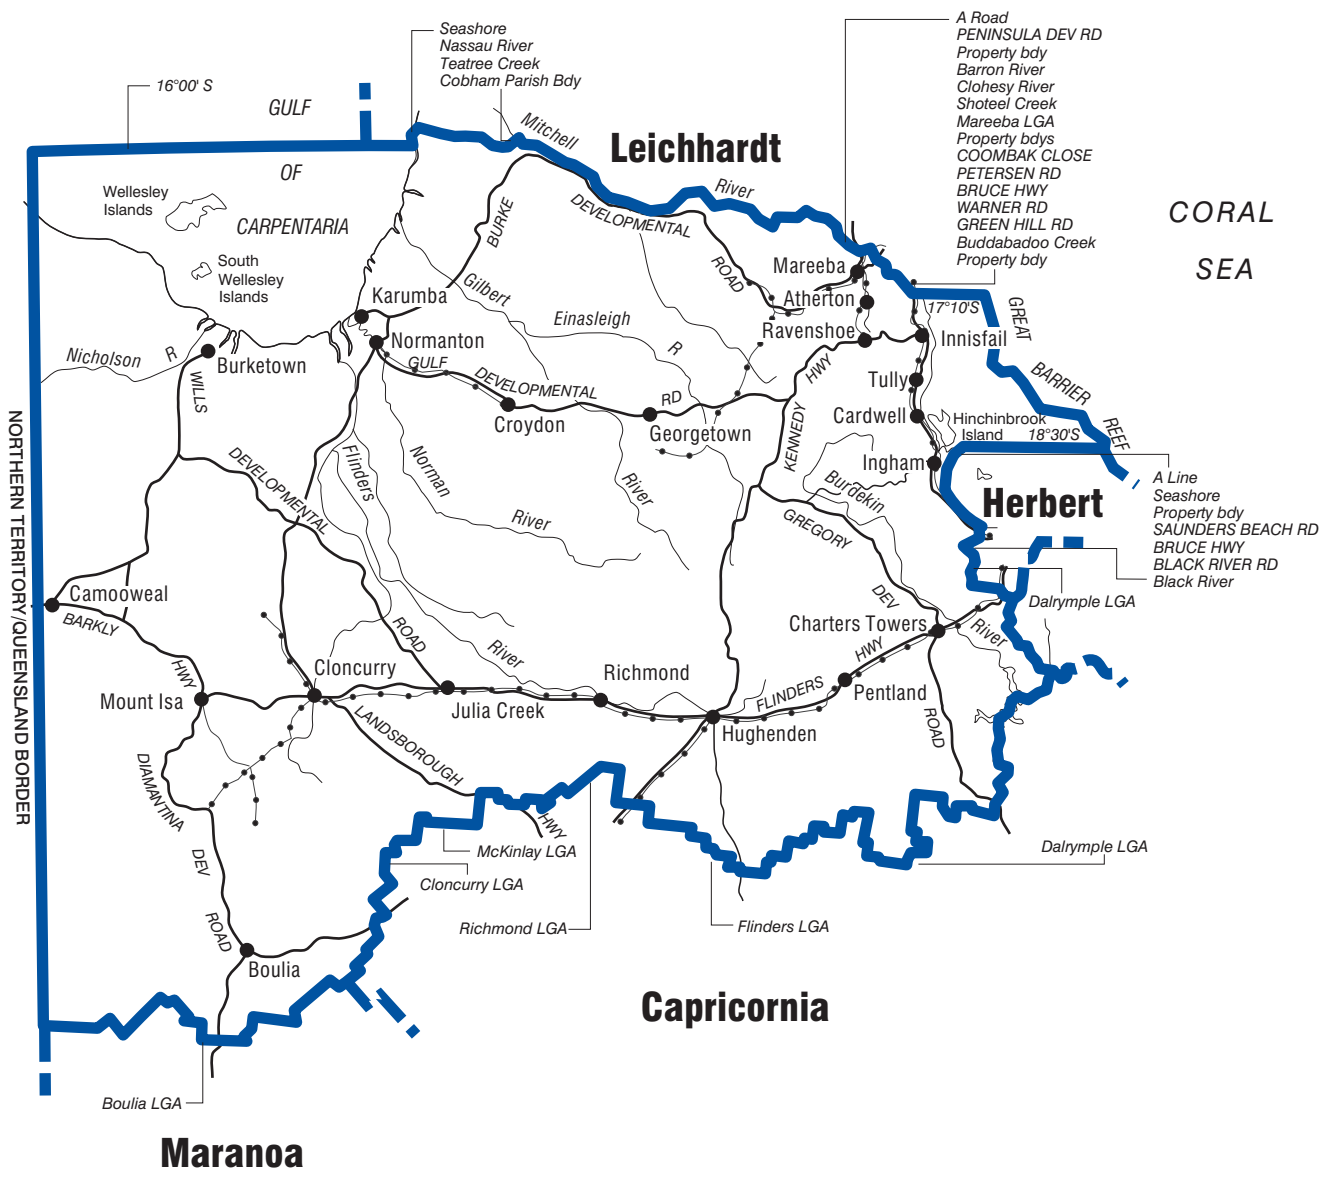 A Road
PENINSULA DEV RD
Property bdy
Barron River
Clohesy River
Shoteel Creek
Mareeba LGA
Property bdys
COOMBAK CLOSE
PETERSEN RD
BRUCE HWY
WARNER RD
GREEN HILL RD
Buddabadoo Creek
Property bdy
Seashore
Nassau River
Teatree Creek
Cobham Parish Bdy
16°00' S
GULF
OF
CARPENTARIA
Mitchell
River
Leichhardt
CORAL
SEA
Wellesley
Islands
South
Wellesley
Islands
BURKE
DEVELOPMENTAL
ROAD
Mareeba
Atherton
Ravenshoe
17°10'S
Innisfail
GREAT
BARRIER
REEF
Karumba
Gilbert
Einasleigh
R
Normanton
Nicholson
R
Burketown
WILLS
GULF
DEVELOPMENTAL
RD
Croydon
Georgetown
HWY
KENNEDY
Tully
Cardwell
Hinchinbrook
Island
18°30'S
Ingham
Herbert
A Line
Seashore
Property bdy
SAUNDERS BEACH RD
BRUCE HWY
BLACK RIVER RD
Black River
Dalrymple LGA
NORTHERN TERRITORY/QUEENSLAND BORDER
DEVELOPMENTAL
Flinders
Norman
River
River
Burdekin
GREGORY
DEV
Camooweal
BARKLY
HWY
ROAD
River
Charters Towers
River
HWY
FLINDERS
Pentland
ROAD
Cloncurry
Richmond
Mount Isa
Julia Creek
Hughenden
LANDSBOROUGH
HWY
DIAMANTINA
DEV
ROAD
McKinlay LGA
Cloncurry LGA
Richmond LGA
Flinders LGA
Dalrymple LGA
Boulia
Capricornia
Boulia LGA
Maranoa